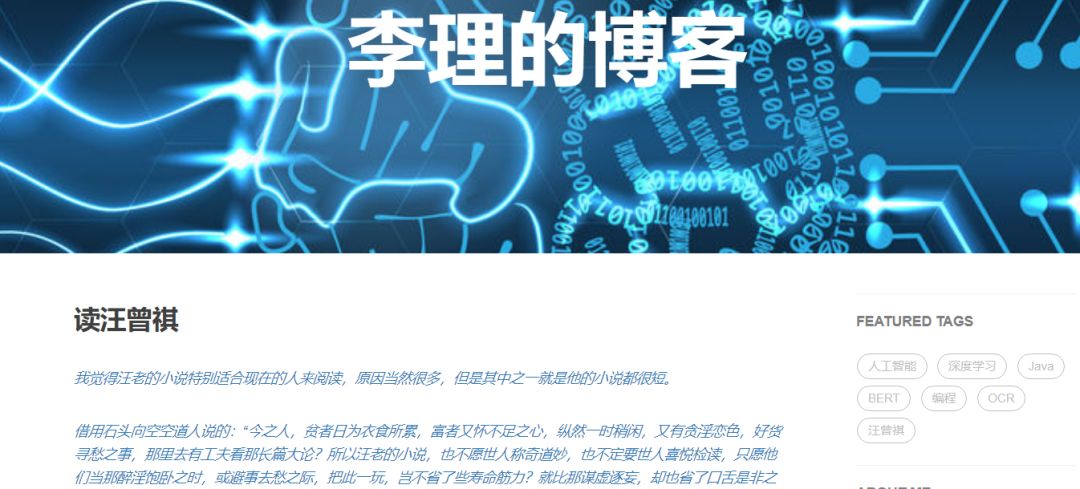 李理的博客
读汪曾祺
我觉得汪老的小说特别适合现在的人来阅读，原因当然很多，但是其中之一就是他的小说都很短。
借用石头向空空道人说的：“今之人，贫者日为衣食所累，富者又怀不足之心，纵然一时稍闲，又有贪淫恋色，好货
寻愁之事，那里去有工夫看那长篇大论？所以汪老的小说，也不愿世人称奇道妙，也不定要世人喜悦检读，只愿他
们当那醉淫饱卧之时，或避事去愁之际，把此一玩，岂不省了些寿命筋力？就比那谋虚逐妄，却也省了口舌是非之
FEATURED TAGS
人工智能 深度学习 Java
BERT 编程 OCR
汪曾祺